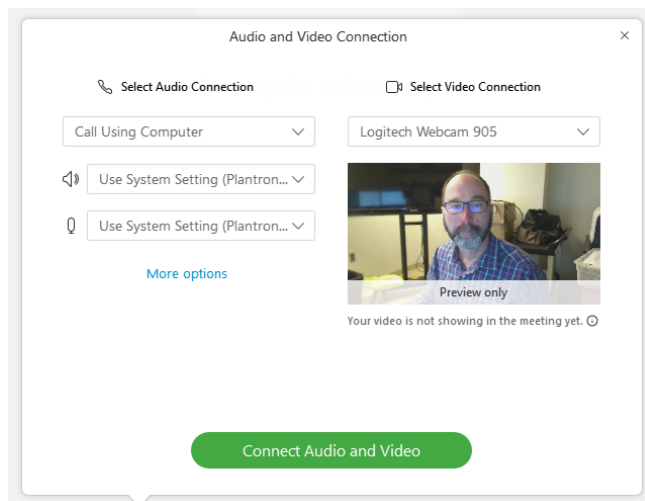 Audio and Video Connection
Select Audio Connection
Select Video Connection
Call Using Computer
Logitech Webcam 905
Use System Setting (Plantron...
Use System Setting (Plantron...
More options
Preview only
Your video is not showing in the meeting yet.
Connect Audio and Video